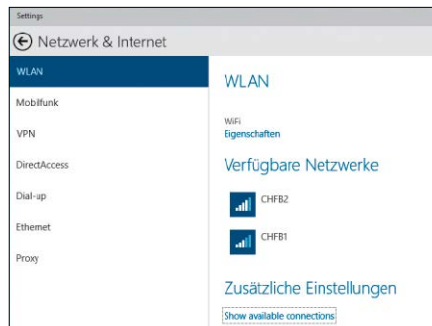 Settings
Netzwerk & Internet
WLAN
Mobilfunk
VPN
DirectAccess
Dial-up
Ethernet
Proxy
WLAN
WiFi
Eigenschaften
Verfügbare Netzwerke
CHFB2
CHFB1
Zusätzliche Einstellungen
Show available connections